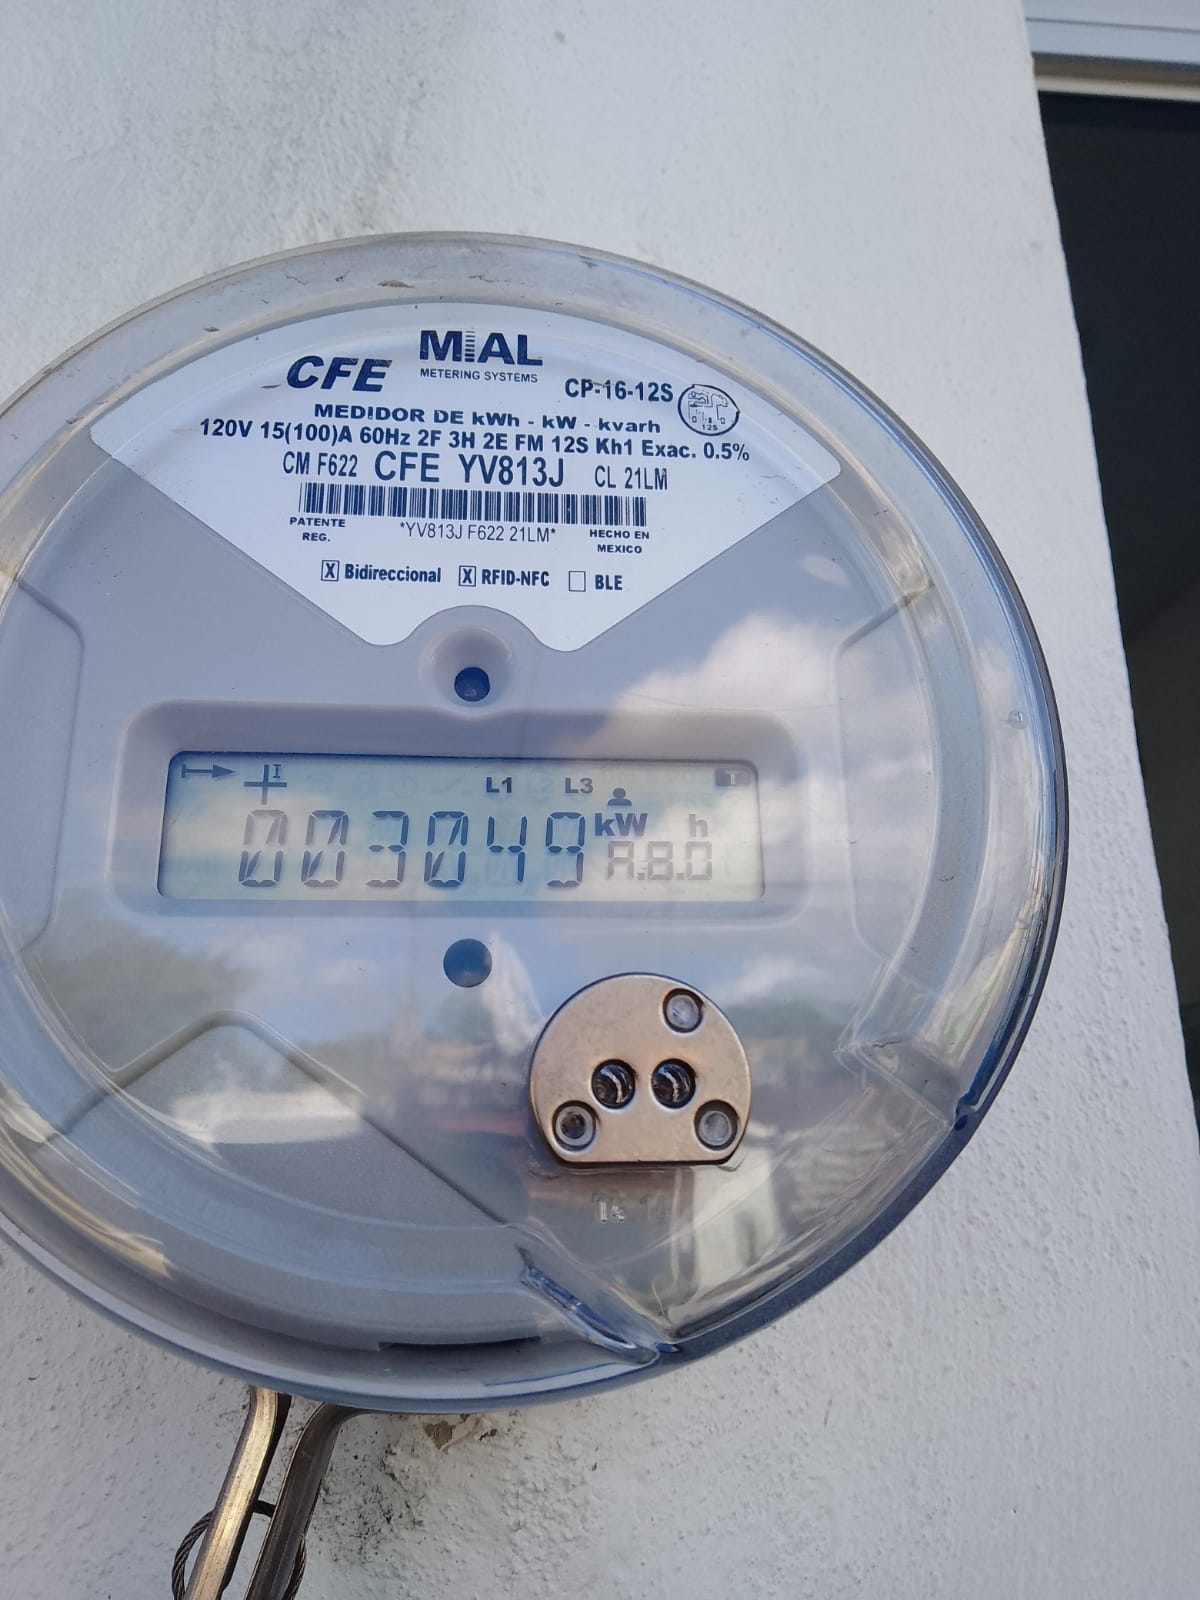 MIAL
METERING SYSTEMS
CFE
CP-16-12S
MEDIDOR DE kWh - kW - kvarh
120V 15(100)A 60Hz 2F 3H 2E FM 12S Kh1 Exac. 0.5%
CM F622 CFE YV813J CL 21LM
PATENTE REG.
*YV813J F622 21LM*
HECHO EN MEXICO
X Bidireccional X RFID-NFC BLE
L1 L3 T
003049 kW h
14